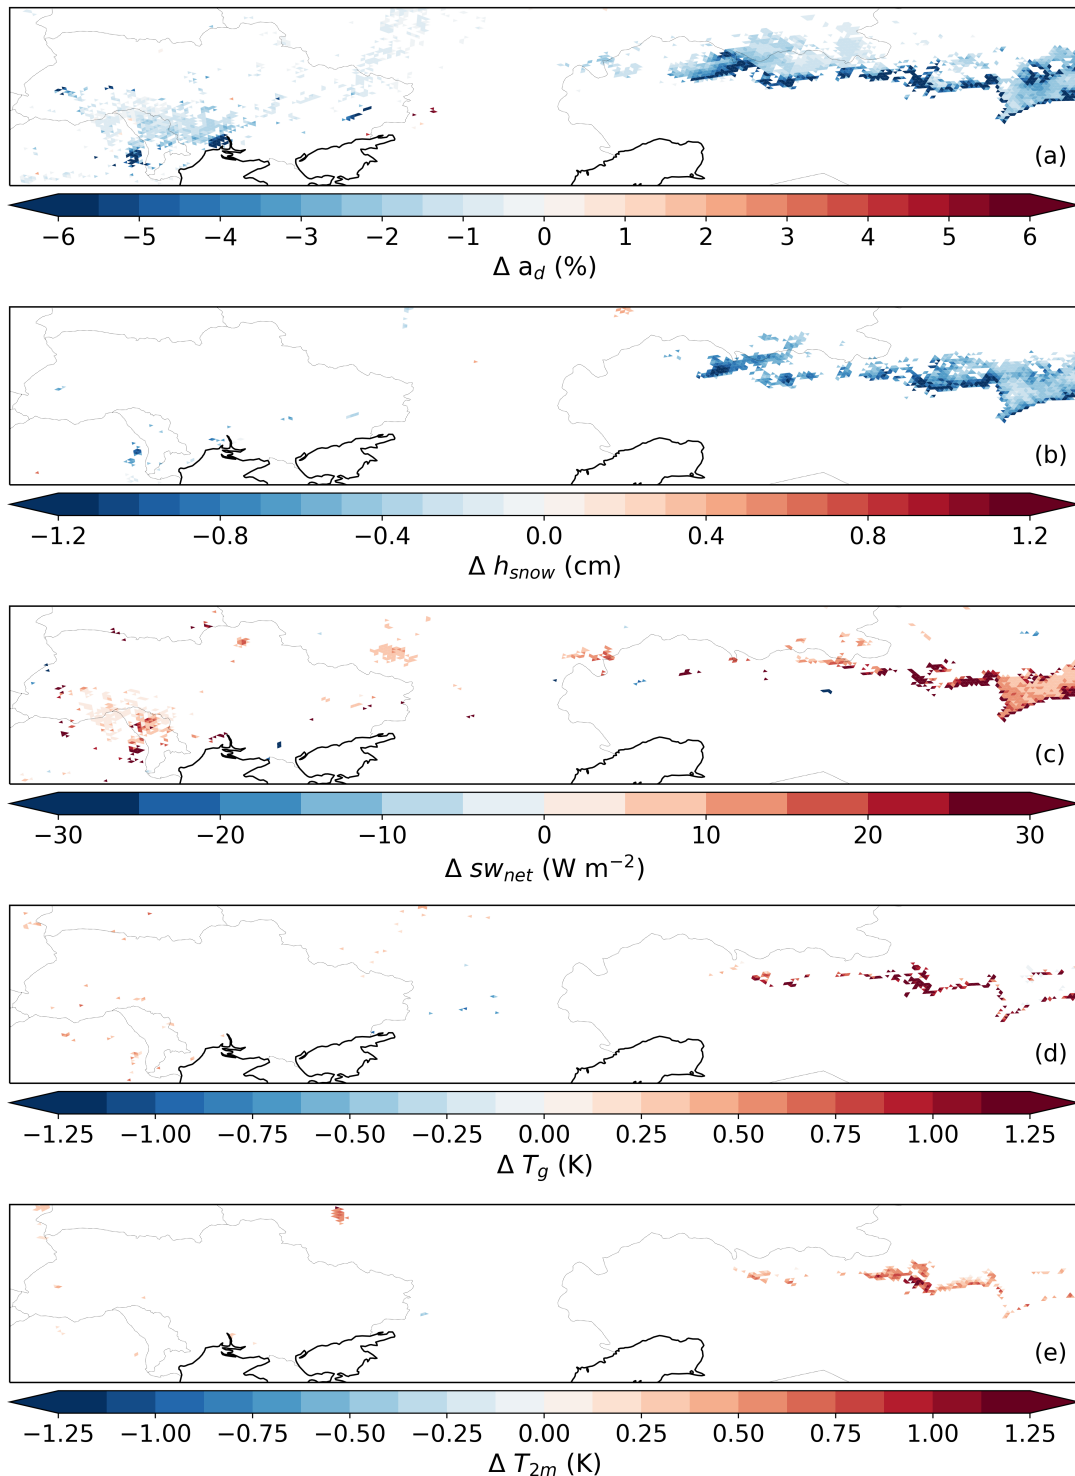 (a)
−6 −5 −4 −3 −2 −1 0 1 2 3 4 5 6
Δ a_d (%)
(b)
−1.2 −0.8 −0.4 0.0 0.4 0.8 1.2
Δ h_snow (cm)
(c)
−30 −20 −10 0 10 20 30
Δ sw_net (W m⁻²)
(d)
−1.25 −1.00 −0.75 −0.50 −0.25 0.00 0.25 0.50 0.75 1.00 1.25
Δ T_g (K)
(e)
−1.25 −1.00 −0.75 −0.50 −0.25 0.00 0.25 0.50 0.75 1.00 1.25
Δ T_2m (K)